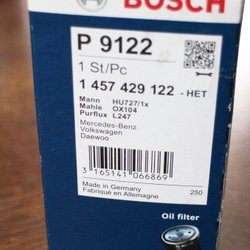 BOSCH
P 9122
1 St/Pc
1 457 429 122 - HET
Mann HU727/1x
Mahle OX104
Purflux L247
Mercedes-Benz
Volkswagen
Daewoo
3 165141 066869
Made in Germany
Fabriqué en Allemagne
250
Oil filter